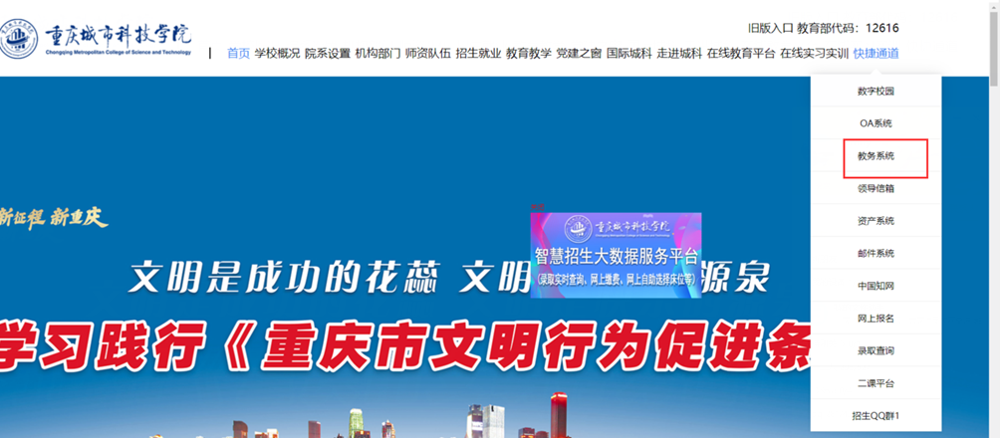 重庆城市科技学院
Chongqing Metropolitan College of Science and Technology
旧版入口 教育部代码：12616
首页 学校概况 院系设置 机构部门 师资队伍 招生就业 教育教学 党建之窗 国际城科 走进城科 在线教育平台 在线实习实训 快捷通道
数字校园
OA系统
教务系统
领导信箱
资产系统
邮件系统
中国知网
网上报名
录取查询
二课平台
招生QQ群1
新征程 新重庆
重庆城市科技学院
智慧招生大数据服务平台
（录取实时查询、网上缴费、网上自助选择床位等）
文明是成功的花蕊 文明 源泉
学习践行《重庆市文明行为促进条